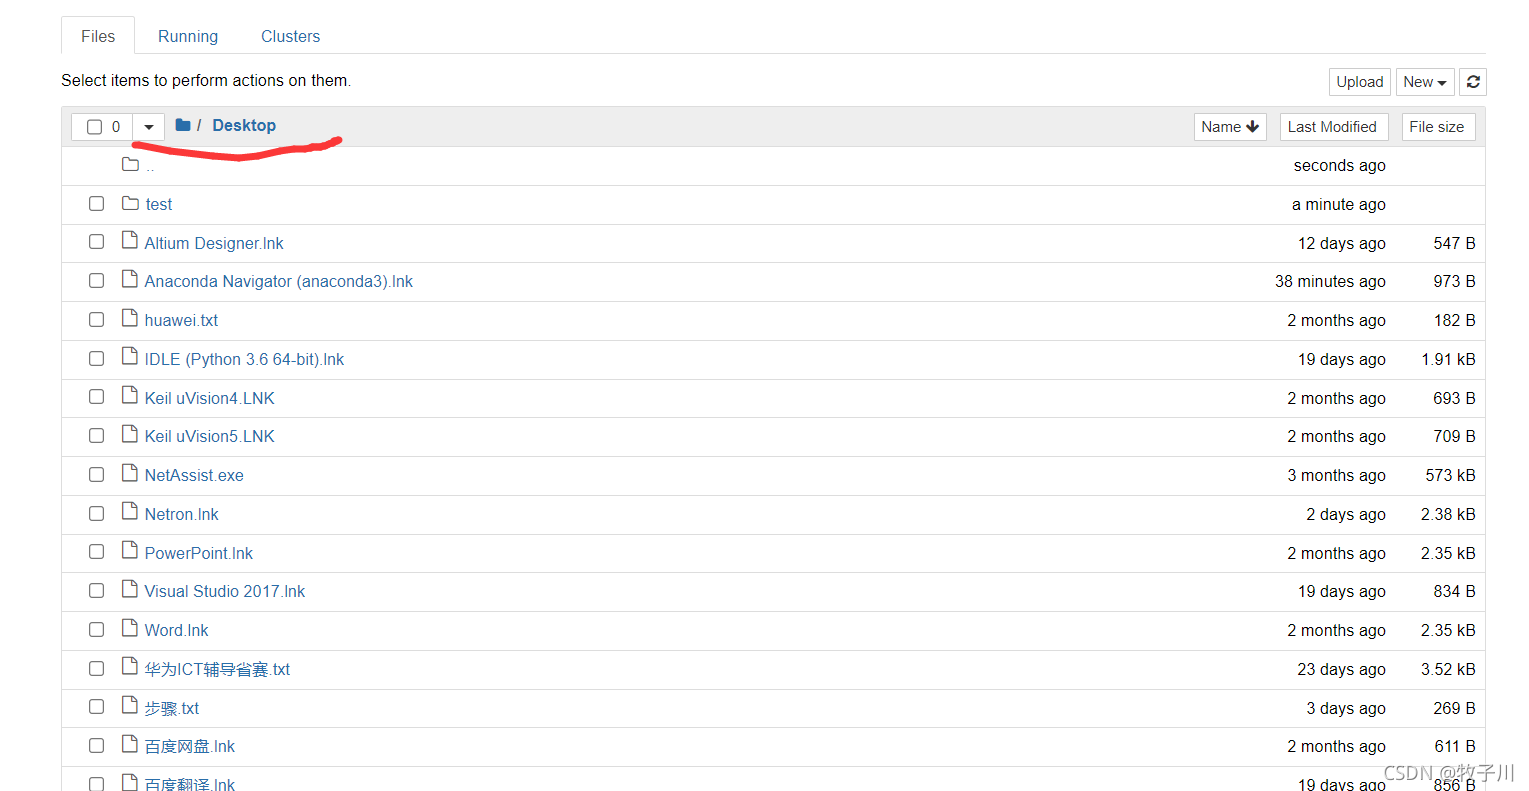 Files Running Clusters
Select items to perform actions on them.
Upload New
0 / Desktop Name Last Modified File size
.. seconds ago
test a minute ago
Altium Designer.lnk 12 days ago 547 B
Anaconda Navigator (anaconda3).lnk 38 minutes ago 973 B
huawei.txt 2 months ago 182 B
IDLE (Python 3.6 64-bit).lnk 19 days ago 1.91 kB
Keil uVision4.LNK 2 months ago 693 B
Keil uVision5.LNK 2 months ago 709 B
NetAssist.exe 3 months ago 573 kB
Netron.lnk 2 days ago 2.38 kB
PowerPoint.lnk 2 months ago 2.35 kB
Visual Studio 2017.lnk 19 days ago 834 B
Word.lnk 2 months ago 2.35 kB
华为ICT辅导省赛.txt 23 days ago 3.52 kB
步骤.txt 3 days ago 269 B
百度网盘.lnk 2 months ago 611 B
百度翻译.lnk 19 days ago 856 B
CSDN @牧子川